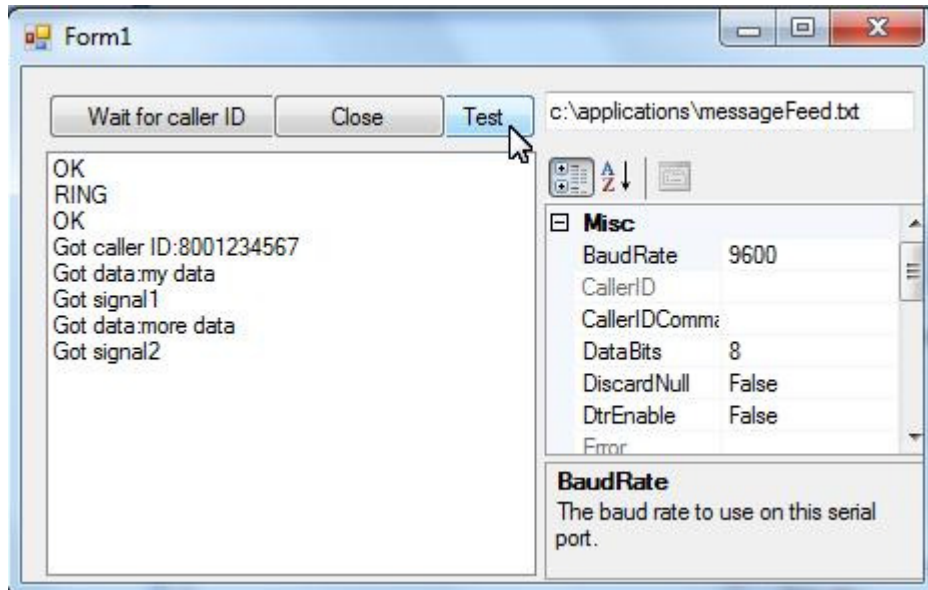 Form1
Wait for caller ID
Close
Test
c:\applications\messageFeed.txt
OK
RING
OK
Got caller ID:8001234567
Got data:my data
Got signal1
Got data:more data
Got signal2
A
Z
Misc
BaudRate 9600
CallerID
CallerIDComma
DataBits 8
DiscardNull False
DtrEnable False
Error
BaudRate
The baud rate to use on this serial
port.